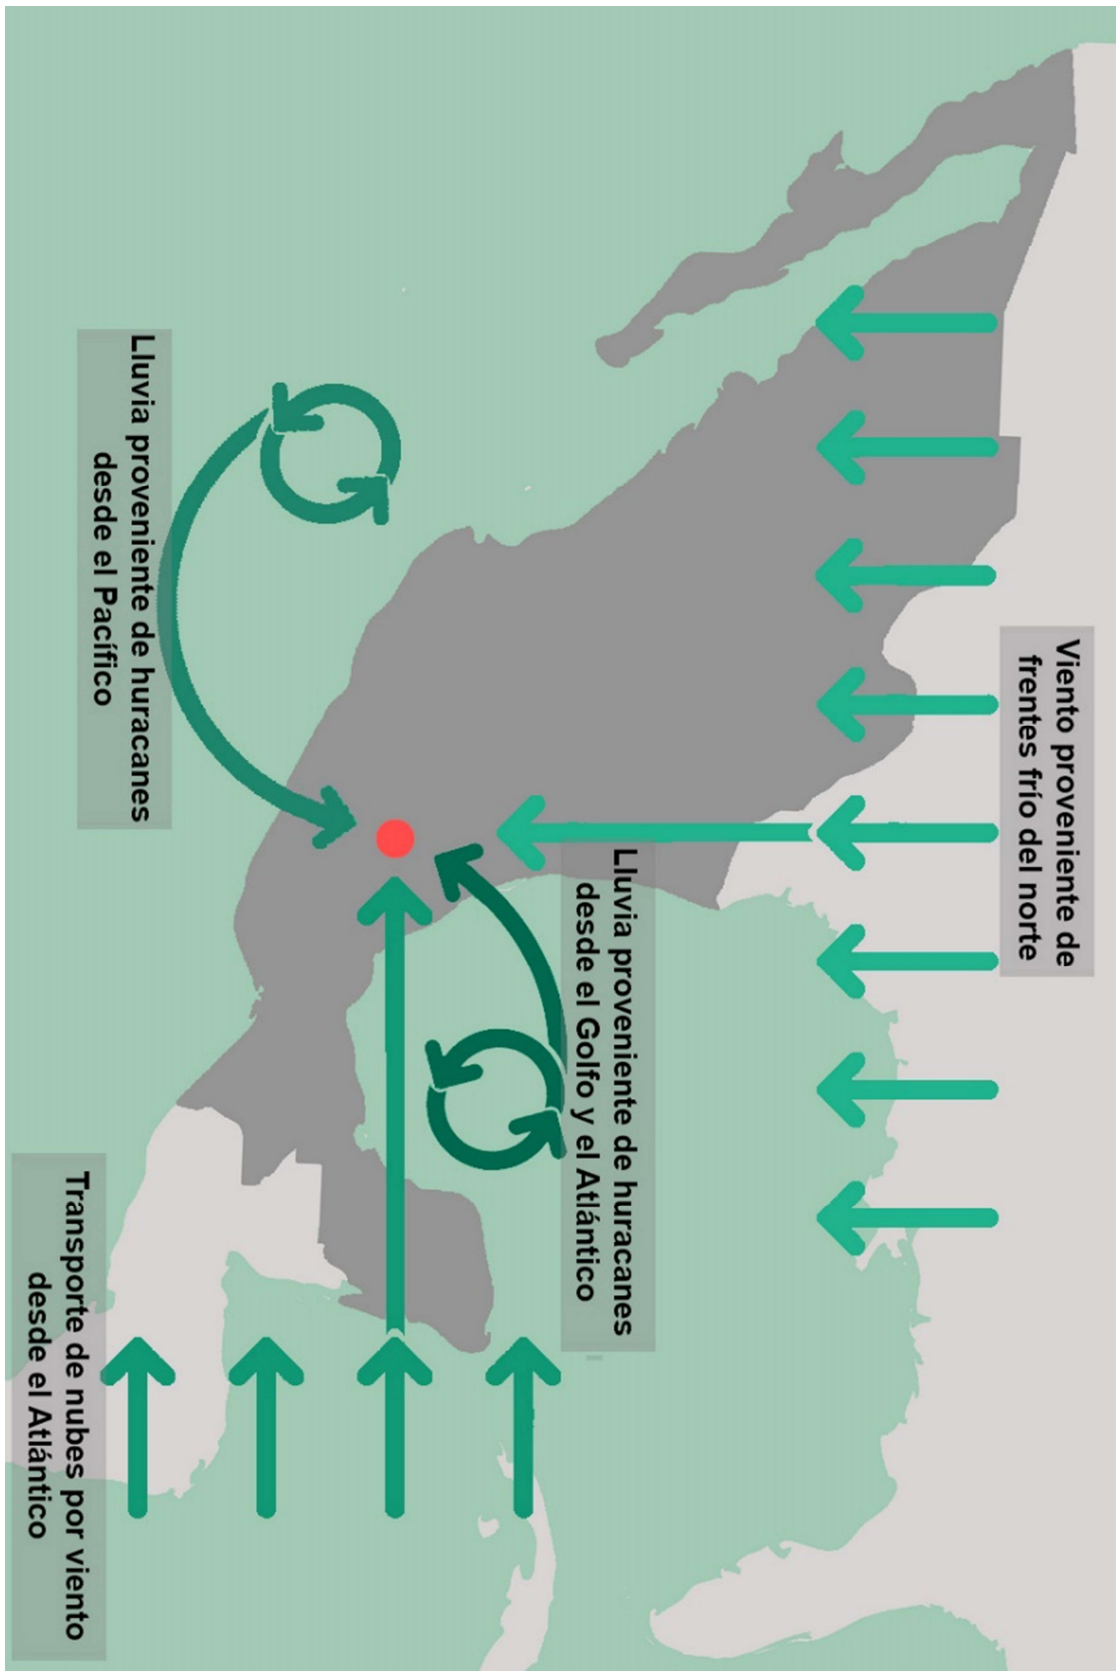 Viento proveniente de
frentes frío del norte
Lluvia proveniente de huracanes
desde el Golfo y el Atlántico
Lluvia proveniente de huracanes
desde el Pacífico
Transporte de nubes por viento
desde el Atlántico